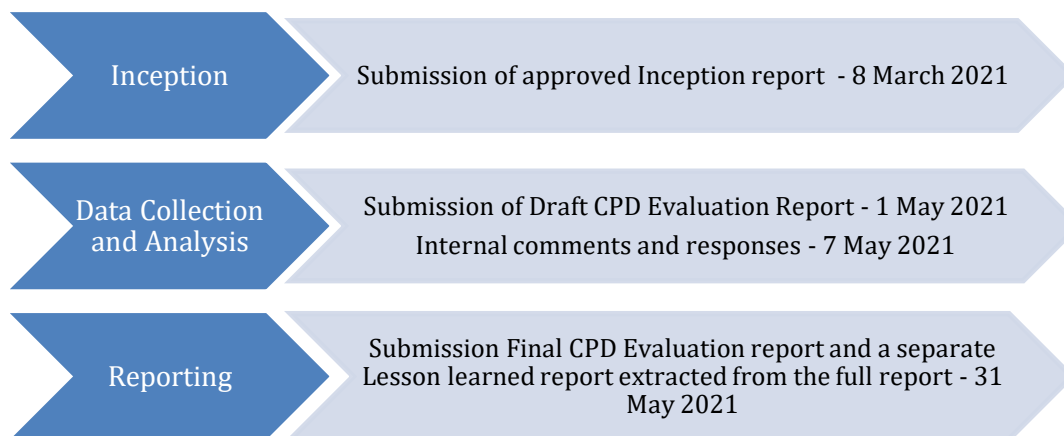 Inception
Submission of approved Inception report - 8 March 2021
Data Collection
and Analysis
Submission of Draft CPD Evaluation Report - 1 May 2021
Internal comments and responses - 7 May 2021
Reporting
Submission Final CPD Evaluation report and a separate
Lesson learned report extracted from the full report - 31
May 2021